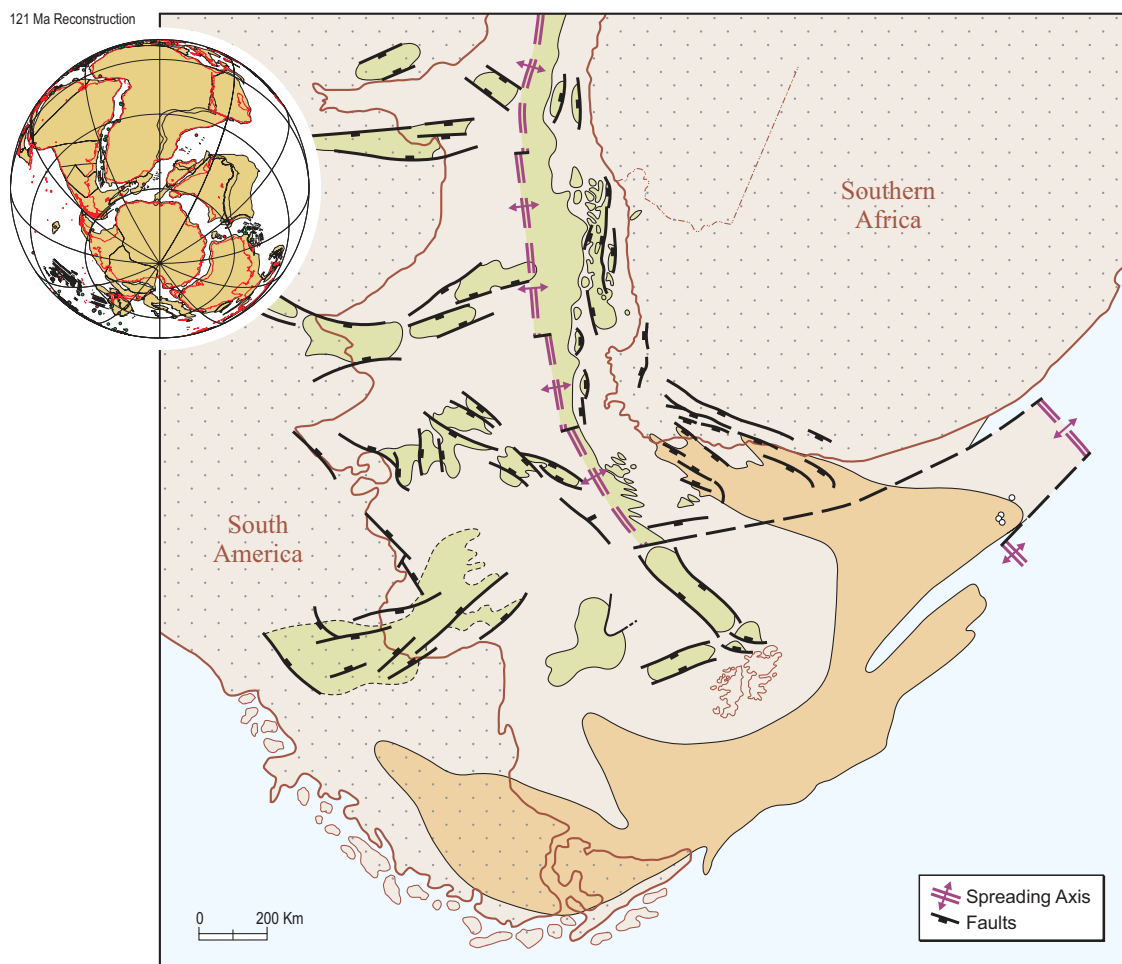 121 Ma Reconstruction
Southern
Africa
South
America
0 200 Km
Spreading Axis
Faults